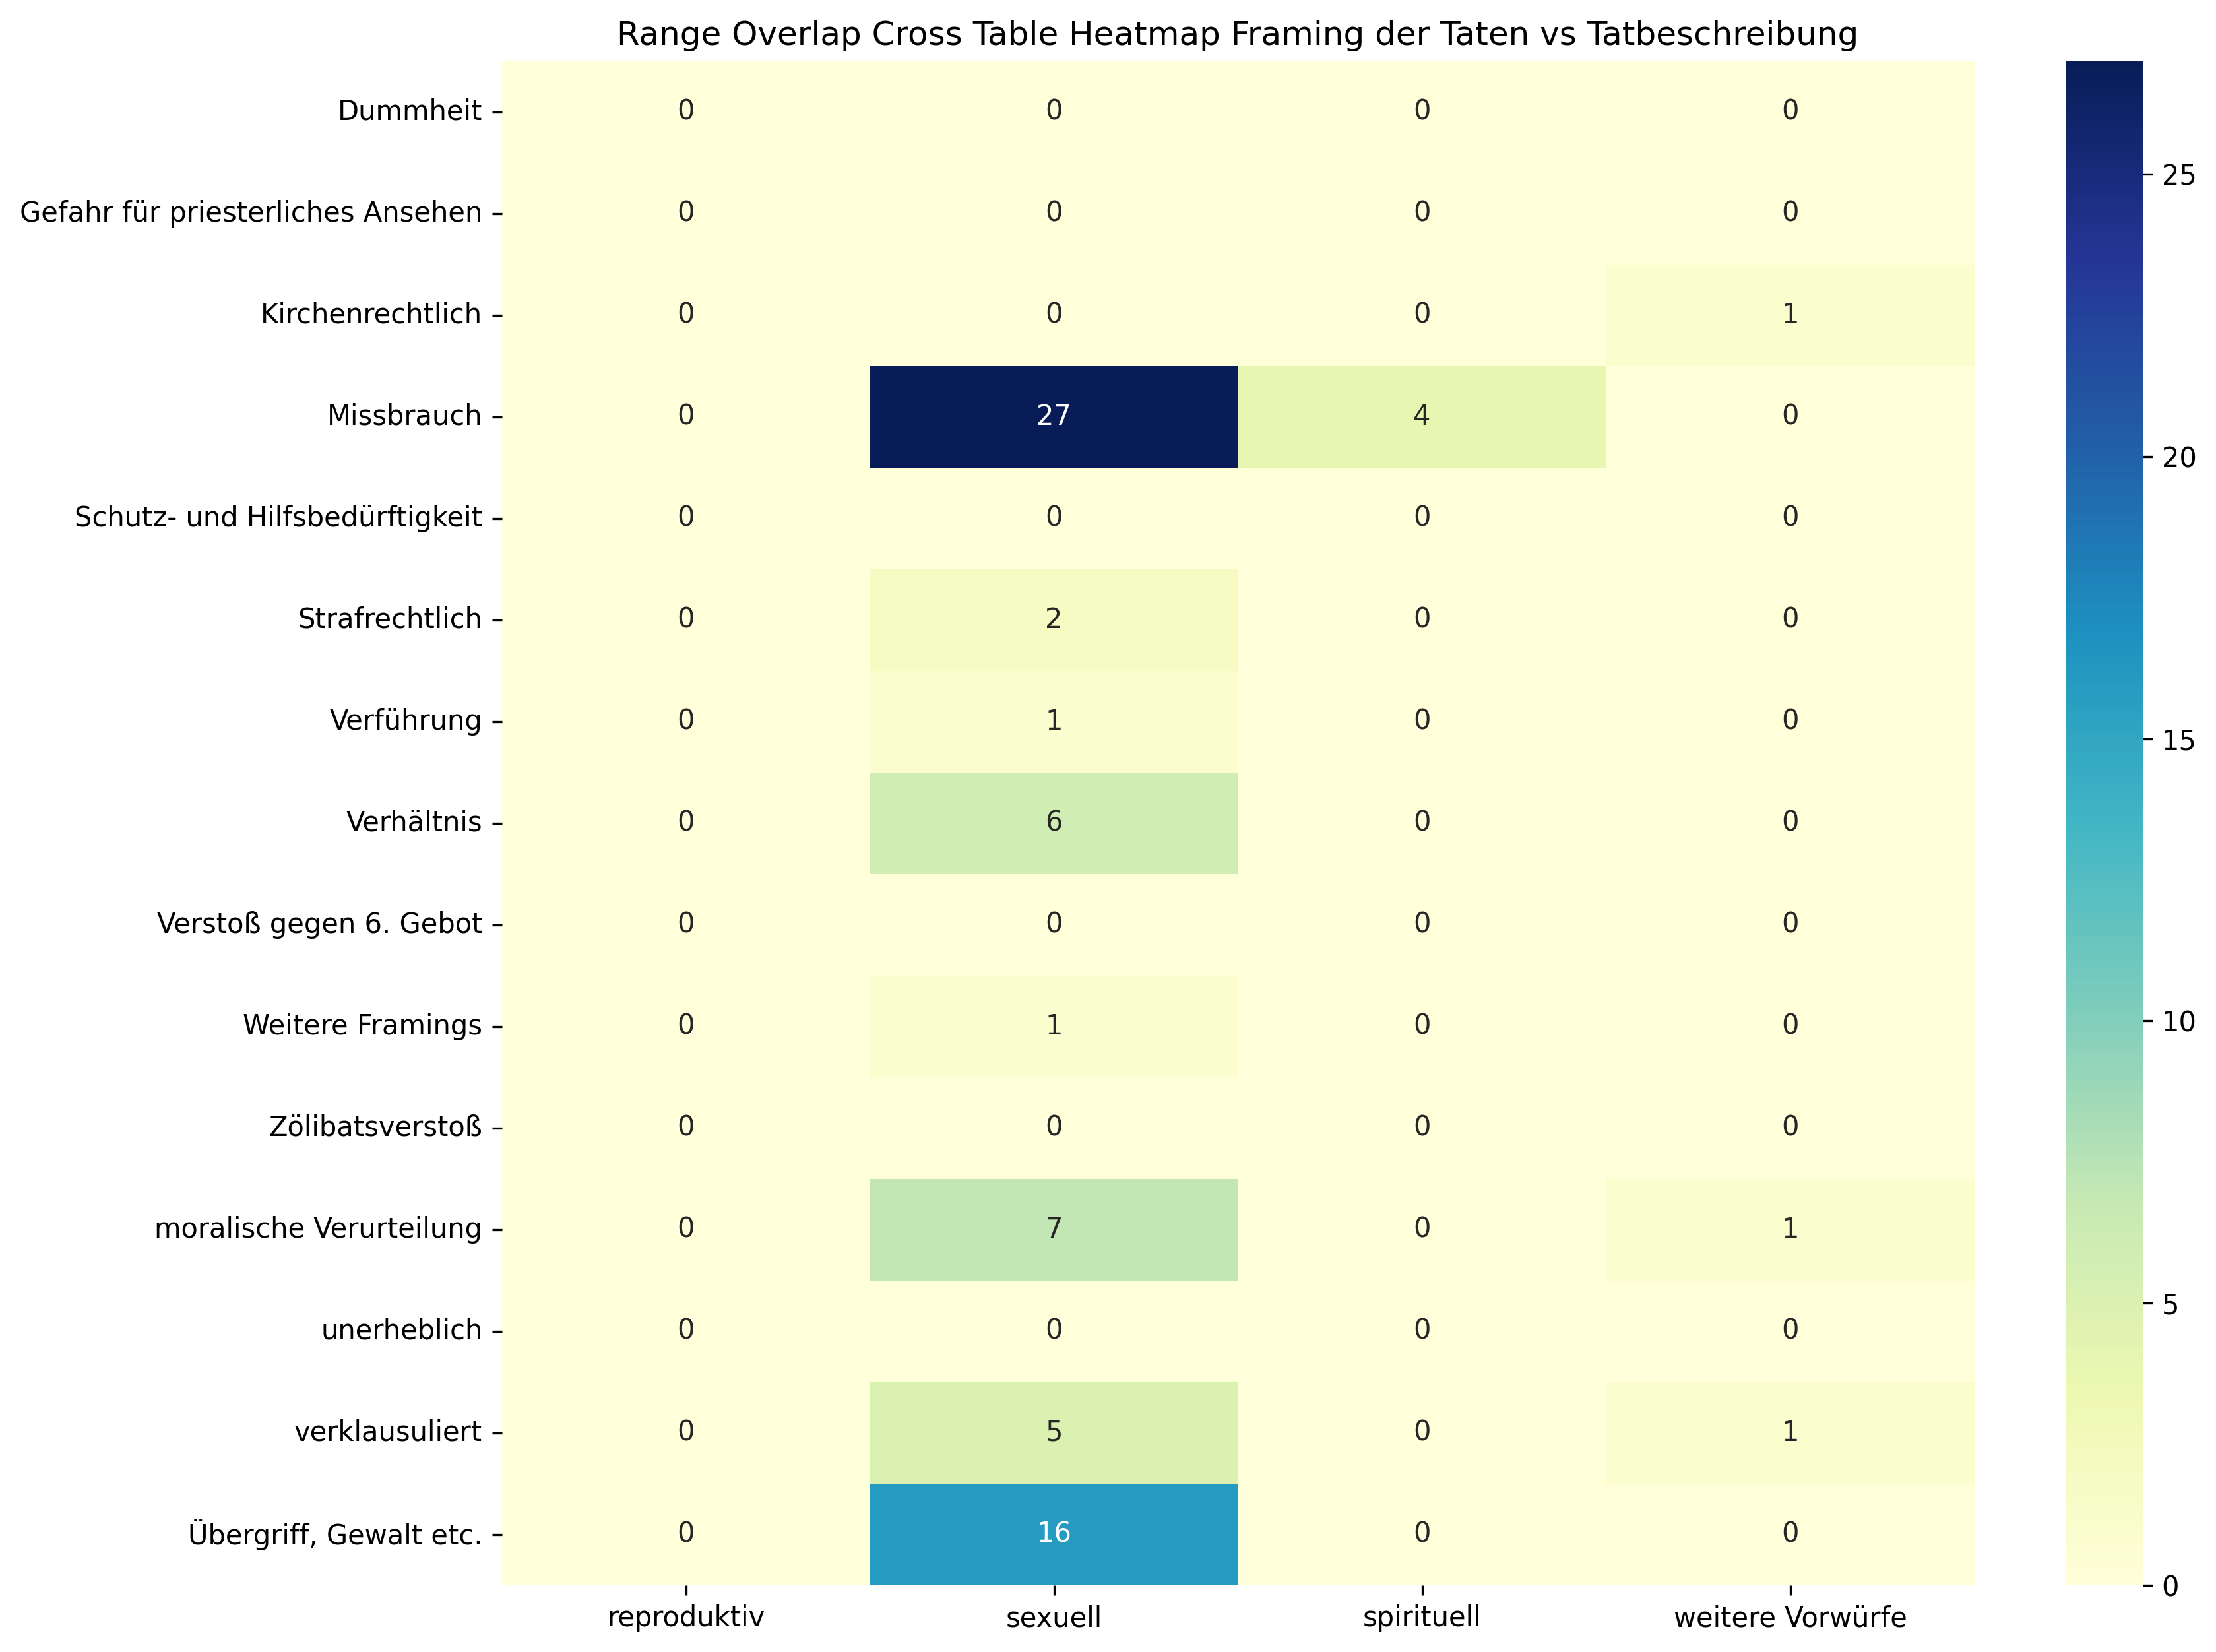 Range Overlap Cross Table Heatmap Framing der Taten vs Tatbeschreibung
Dummheit 0 0 0 0
Gefahr für priesterliches Ansehen 0 0 0 0
Kirchenrechtlich 0 0 0 1
Missbrauch 0 27 4 0
Schutz- und Hilfsbedürftigkeit 0 0 0 0
Strafrechtlich 0 2 0 0
Verführung 0 1 0 0
Verhältnis 0 6 0 0
Verstoß gegen 6. Gebot 0 0 0 0
Weitere Framings 0 1 0 0
Zölibatsverstoß 0 0 0 0
moralische Verurteilung 0 7 0 1
unerheblich 0 0 0 0
verklausuliert 0 5 0 1
Übergriff, Gewalt etc. 0 16 0 0
reproduktiv sexuell spirituell weitere Vorwürfe
25
20
15
10
5
0